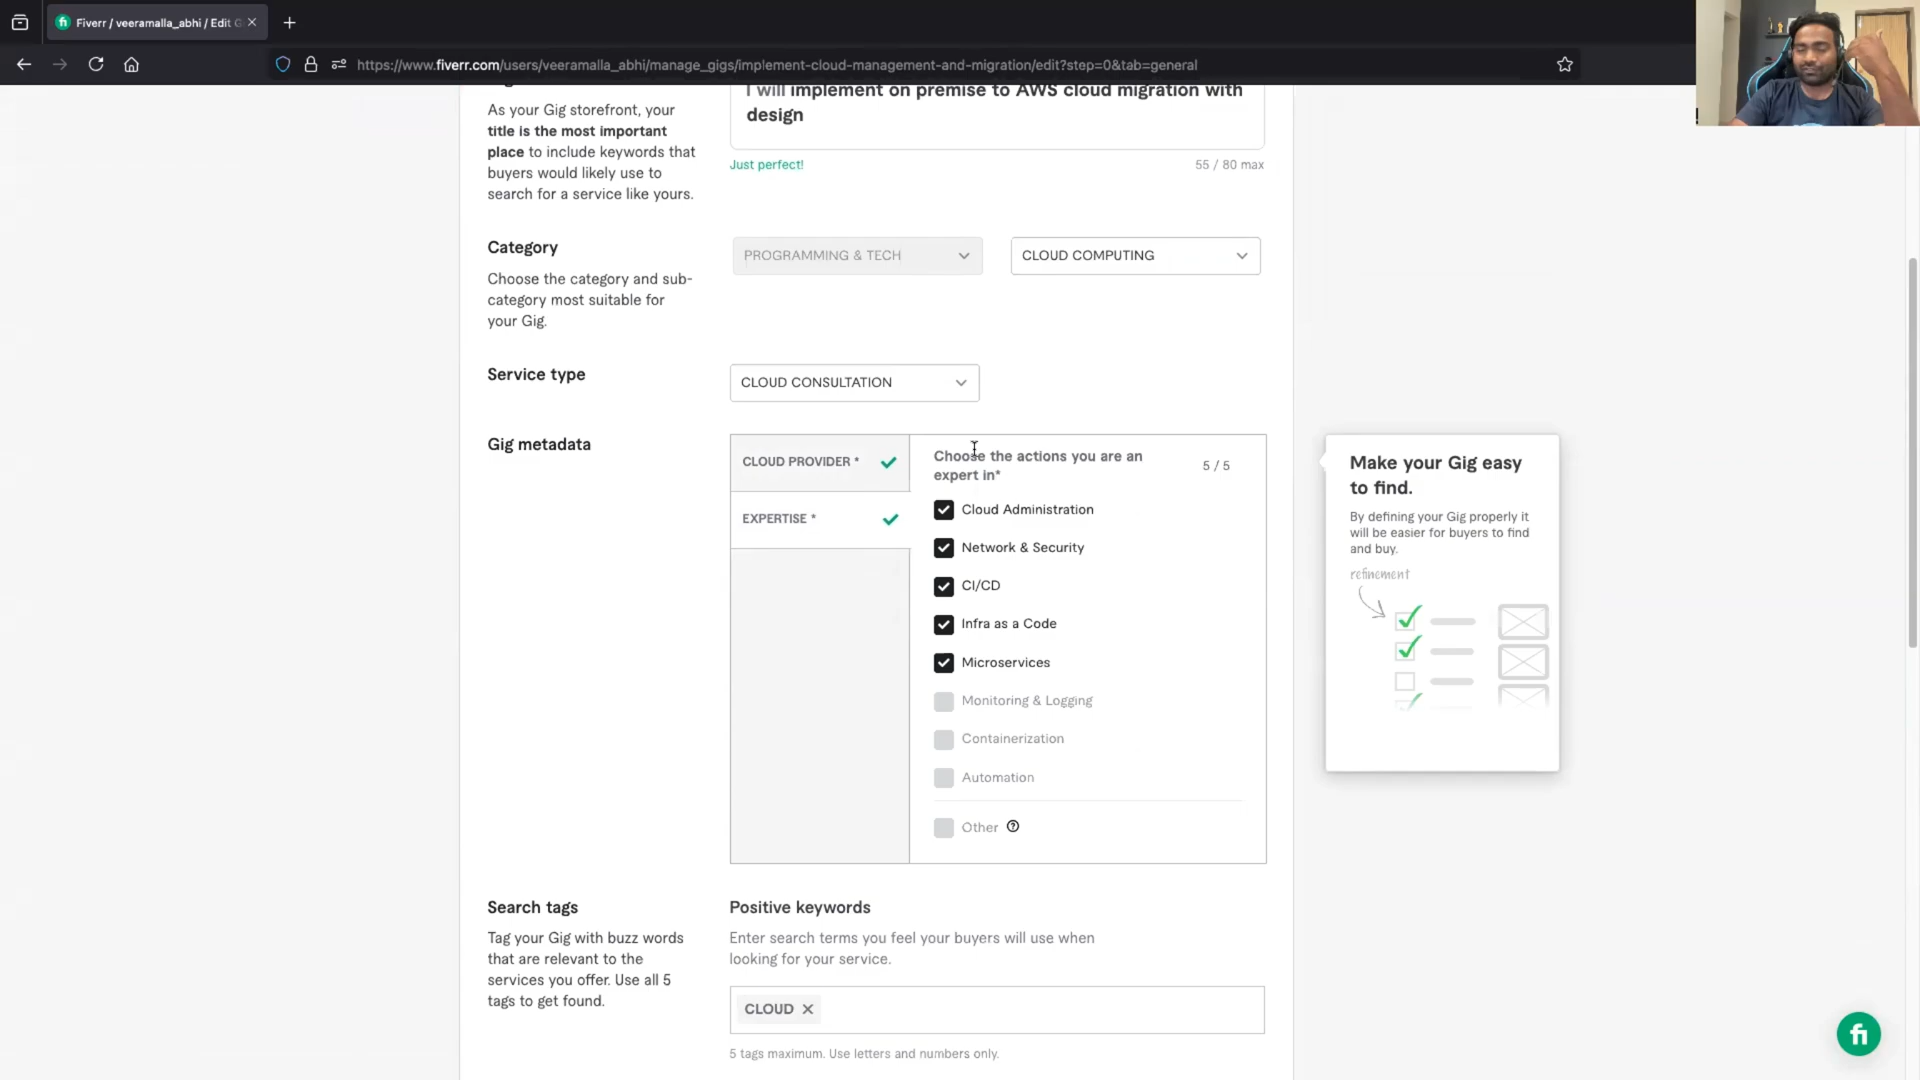 Fiverr / veeramalla_abhi / Edit G
https://www.fiverr.com/users/veeramalla_abhi/manage_gigs/implement-cloud-management-and-migration/edit?step=0&tab=general
As your Gig storefront, your
title is the most important
place to include keywords that
buyers would likely use to
search for a service like yours.
I will implement on premise to AWS cloud migration with
design
Just perfect!
55 / 80 max
Category
Choose the category and sub-
category most suitable for
your Gig.
PROGRAMMING & TECH
CLOUD COMPUTING
Service type
CLOUD CONSULTATION
Gig metadata
CLOUD PROVIDER *
EXPERTISE *
Choose the actions you are an
expert in*
5 / 5
Cloud Administration
Network & Security
CI/CD
Infra as a Code
Microservices
Monitoring & Logging
Containerization
Automation
Other
Make your Gig easy
to find.
By defining your Gig properly it
will be easier for buyers to find
and buy.
refinement
Search tags
Tag your Gig with buzz words
that are relevant to the
services you offer. Use all 5
tags to get found.
Positive keywords
Enter search terms you feel your buyers will use when
looking for your service.
CLOUD
5 tags maximum. Use letters and numbers only.
fi